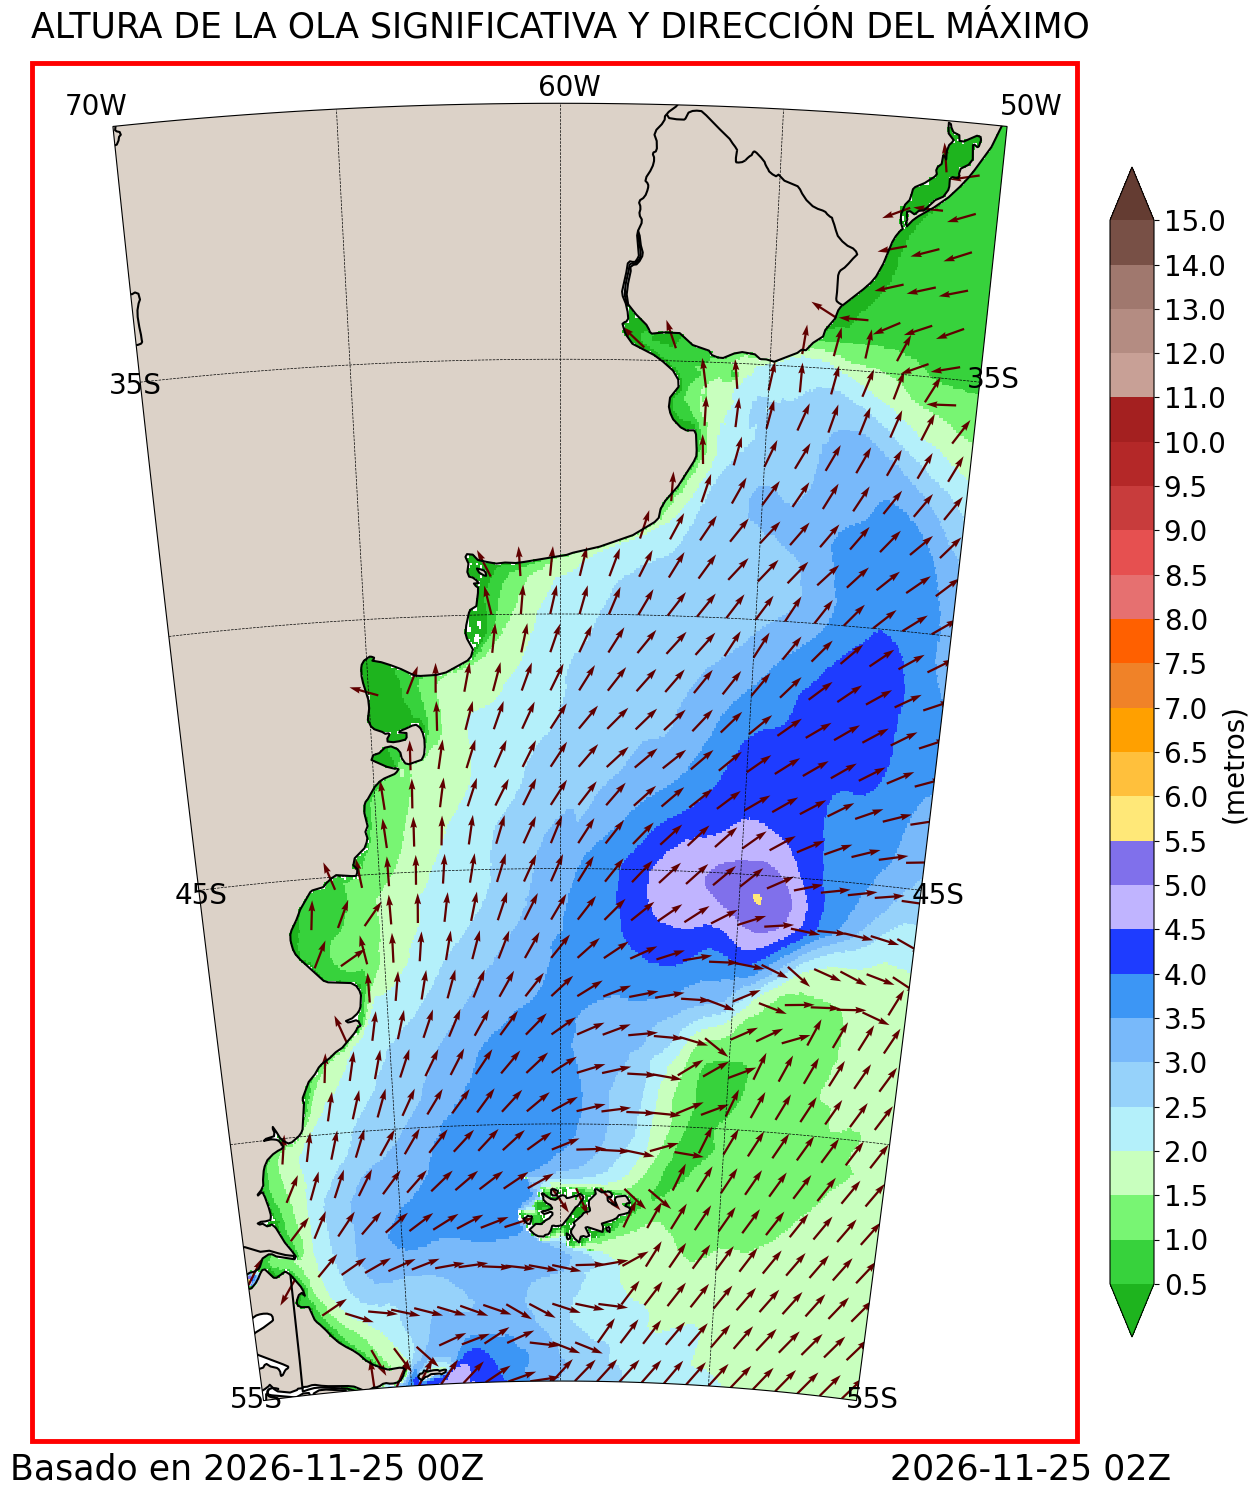 ALTURA DE LA OLA SIGNIFICATIVA Y DIRECCIÓN DEL MÁXIMO
70W
60W
50W
35S
35S
45S
45S
55S
55S
15.0
14.0
13.0
12.0
11.0
10.0
9.5
9.0
8.5
8.0
7.5
7.0
6.5
6.0
5.5
5.0
4.5
4.0
3.5
3.0
2.5
2.0
1.5
1.0
0.5
(metros)
Basado en 2026-11-25 00Z
2026-11-25 02Z